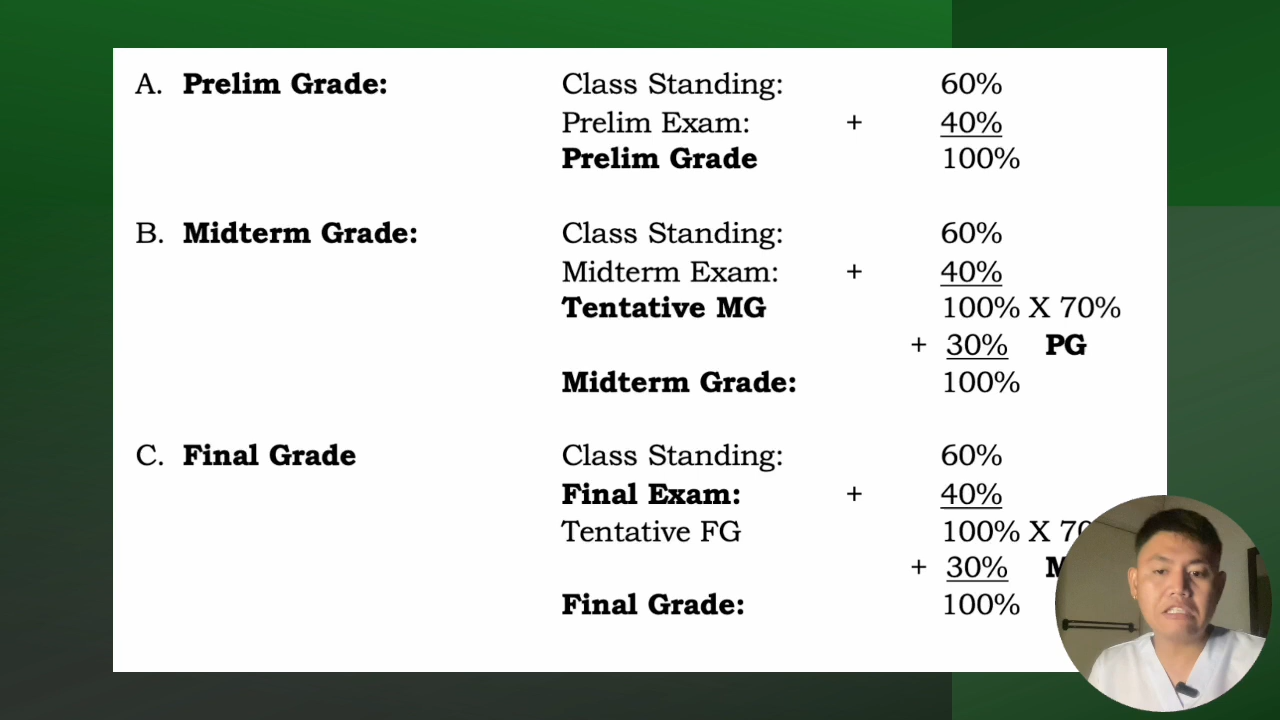 A. Prelim Grade: Class Standing: 60%
Prelim Exam: + 40%
Prelim Grade 100%
B. Midterm Grade: Class Standing: 60%
Midterm Exam: + 40%
Tentative MG 100% X 70%
+ 30% PG
Midterm Grade: 100%
C. Final Grade Class Standing: 60%
Final Exam: + 40%
Tentative FG 100% X
+ 30%
Final Grade: 100%